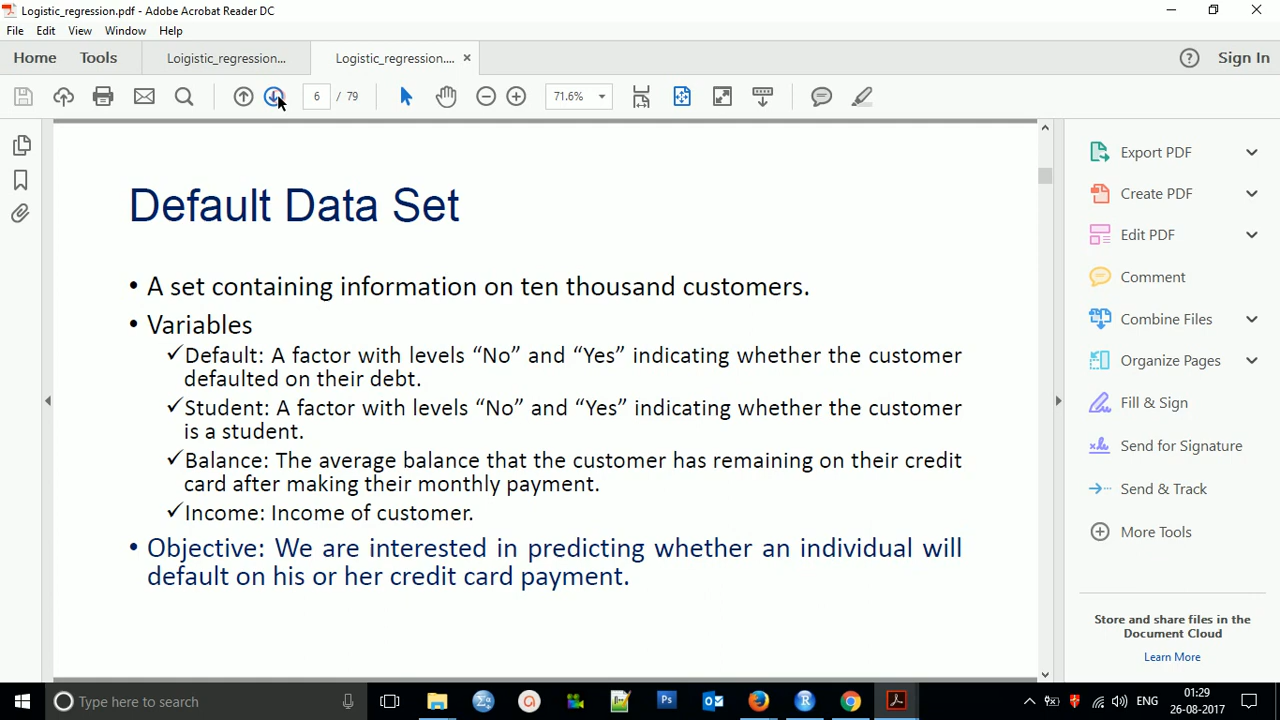 Logistic_regression.pdf - Adobe Acrobat Reader DC
File Edit View Window Help
Home Tools Loigistic_regression... Logistic_regression.... ×
Sign In
6 / 79 71.6%
Default Data Set
• A set containing information on ten thousand customers.
• Variables
✓Default: A factor with levels “No” and “Yes” indicating whether the customer
defaulted on their debt.
✓Student: A factor with levels “No” and “Yes” indicating whether the customer
is a student.
✓Balance: The average balance that the customer has remaining on their credit
card after making their monthly payment.
✓Income: Income of customer.
• Objective: We are interested in predicting whether an individual will
default on his or her credit card payment.
Export PDF
Create PDF
Edit PDF
Comment
Combine Files
Organize Pages
Fill & Sign
Send for Signature
Send & Track
More Tools
Store and share files in the
Document Cloud
Learn More
Type here to search
Ps
R
ENG
01:29
26-08-2017